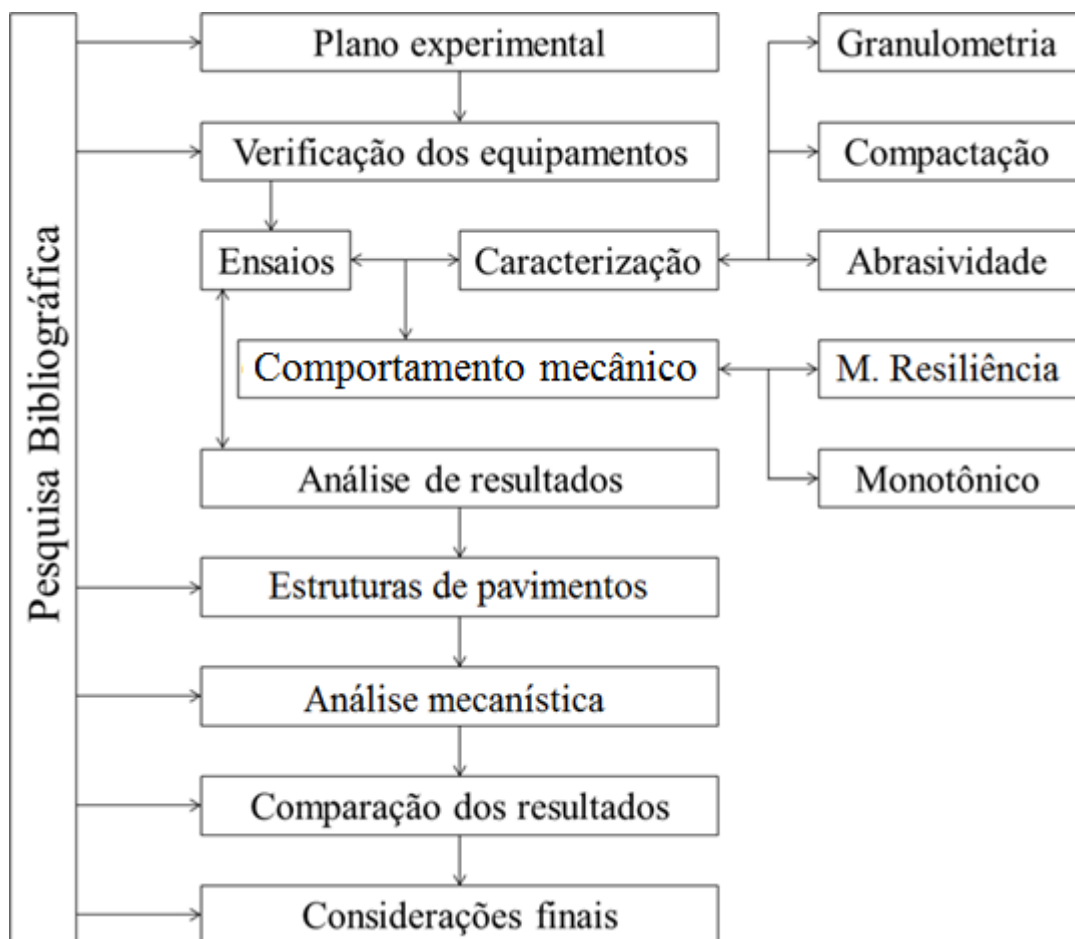 Pesquisa Bibliográfica
Plano experimental
Verificação dos equipamentos
Ensaios
Caracterização
Comportamento mecânico
Análise de resultados
Estruturas de pavimentos
Análise mecanística
Comparação dos resultados
Considerações finais
Granulometria
Compactação
Abrasividade
M. Resiliência
Monotônico